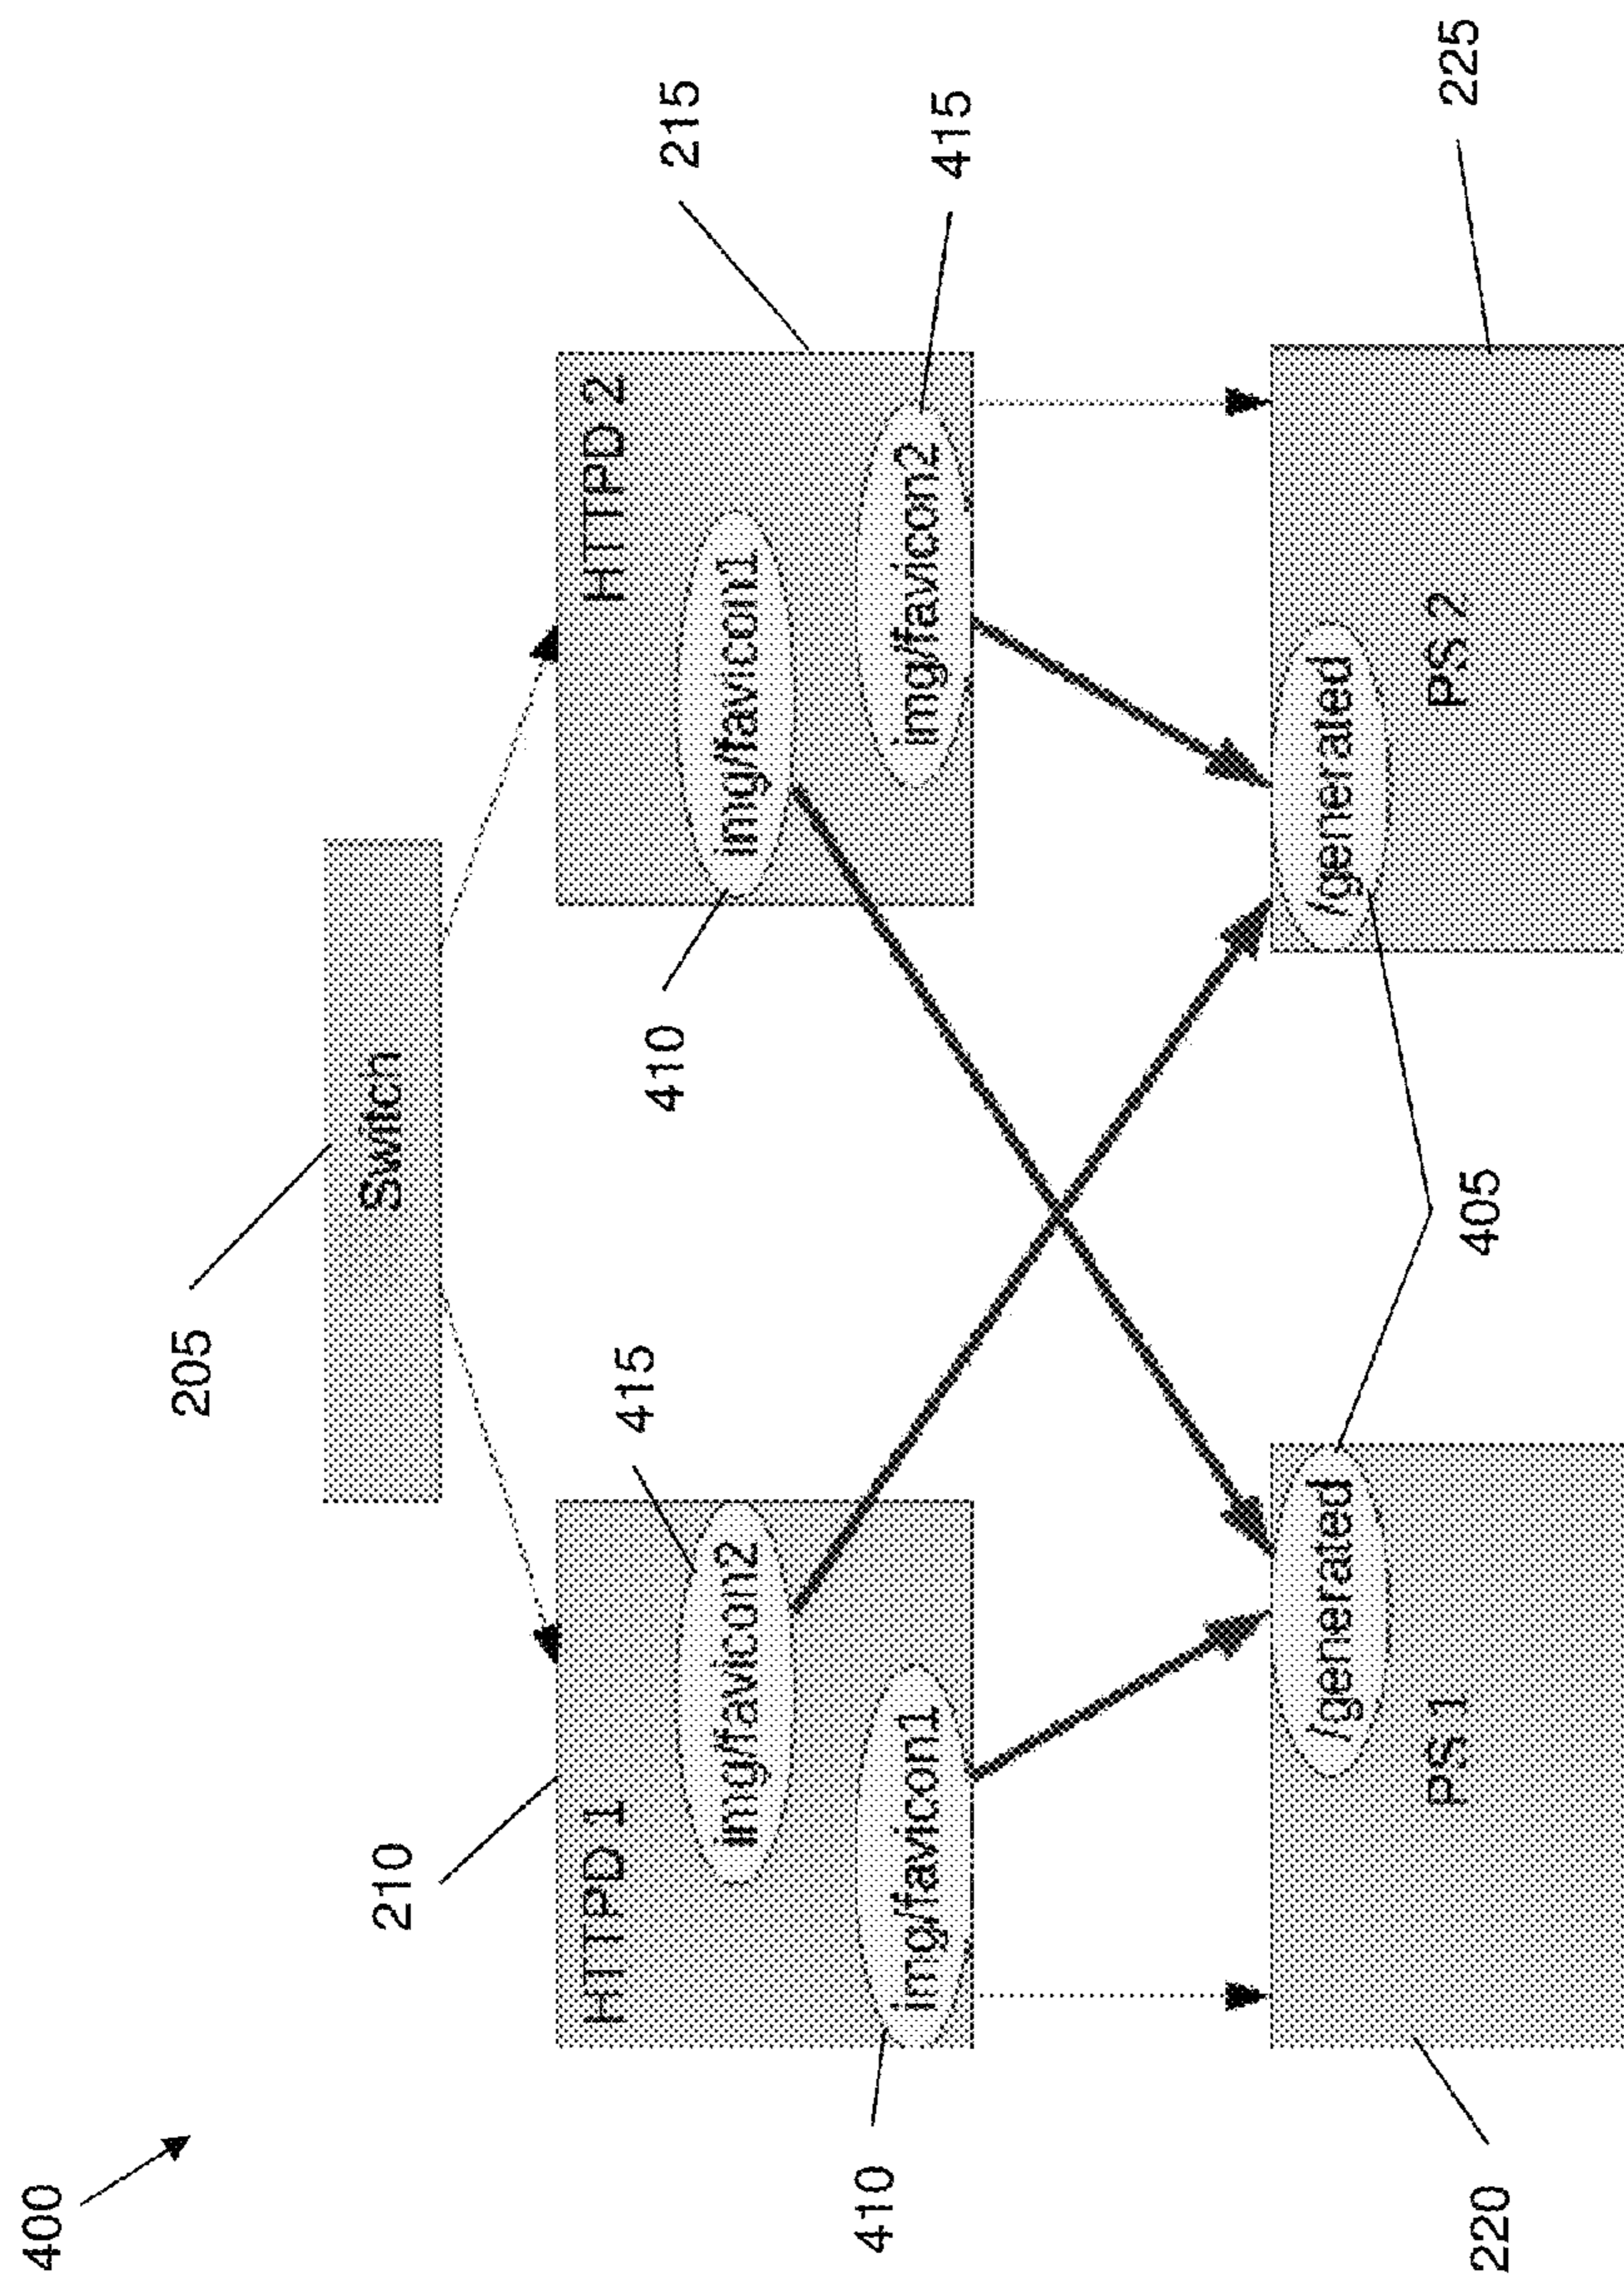 400
205
Switch
210
HTTPD 1
415
img/favicon2
410
img/favicon1
HTTPD 2
215
410
img/favicon1
img/favicon2
415
220
/generated
PS 1
405
/generated
PS 2
225